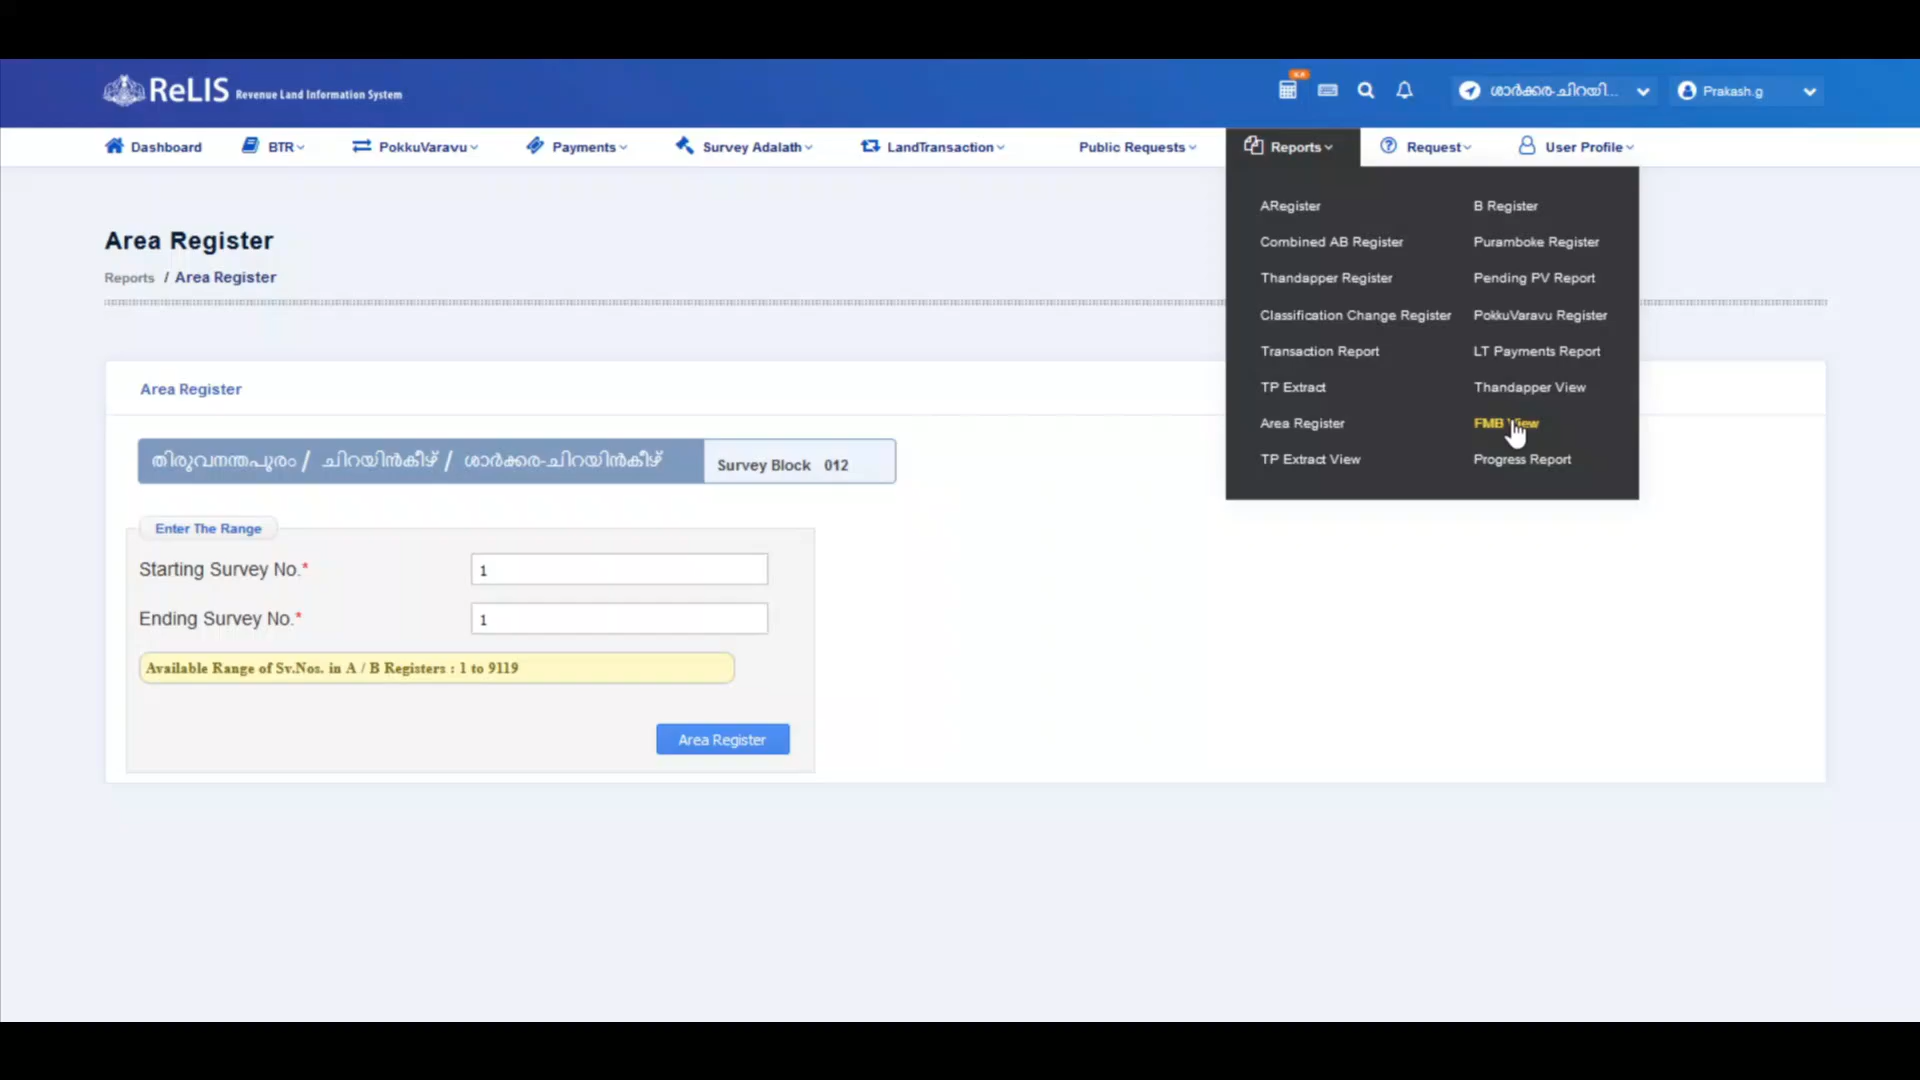 ReLIS Revenue Land Information System
ശാർക്കര-ചിറയി... Prakash.g
Dashboard BTR PokkuVaravu Payments Survey Adalath LandTransaction Public Requests Reports Request User Profile
ARegister B Register
Combined AB Register Puramboke Register
Thandapper Register Pending PV Report
Classification Change Register PokkuVaravu Register
Transaction Report LT Payments Report
TP Extract Thandapper View
Area Register FMB View
TP Extract View Progress Report
Area Register
Reports / Area Register
Area Register
തിരുവനന്തപുരം / ചിറയിൻകീഴ് / ശാർക്കര-ചിറയിൻകീഴ് Survey Block 012
Enter The Range
Starting Survey No.* 1
Ending Survey No.* 1
Available Range of Sv.Nos. in A / B Registers : 1 to 9119
Area Register